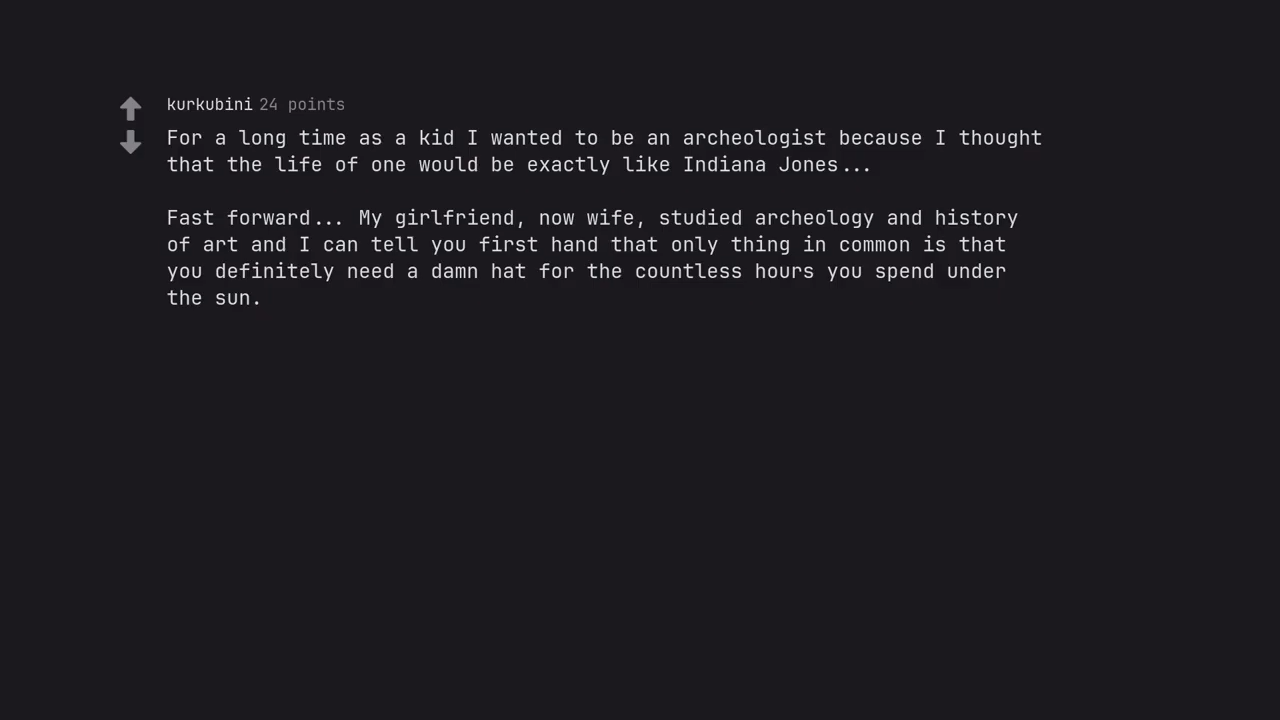 kurkubini 24 points
For a long time as a kid I wanted to be an archeologist because I thought
that the life of one would be exactly like Indiana Jones...
Fast forward... My girlfriend, now wife, studied archeology and history
of art and I can tell you first hand that only thing in common is that
you definitely need a damn hat for the countless hours you spend under
the sun.